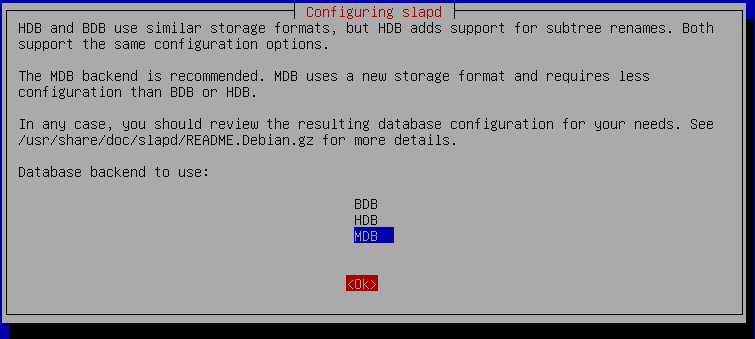 Configuring slapd
HDB and BDB use similar storage formats, but HDB adds support for subtree renames. Both
support the same configuration options.
The MDB backend is recommended. MDB uses a new storage format and requires less
configuration than BDB or HDB.
In any case, you should review the resulting database configuration for your needs. See
/usr/share/doc/slapd/README.Debian.gz for more details.
Database backend to use:
BDB
HDB
MDB
<Ok>